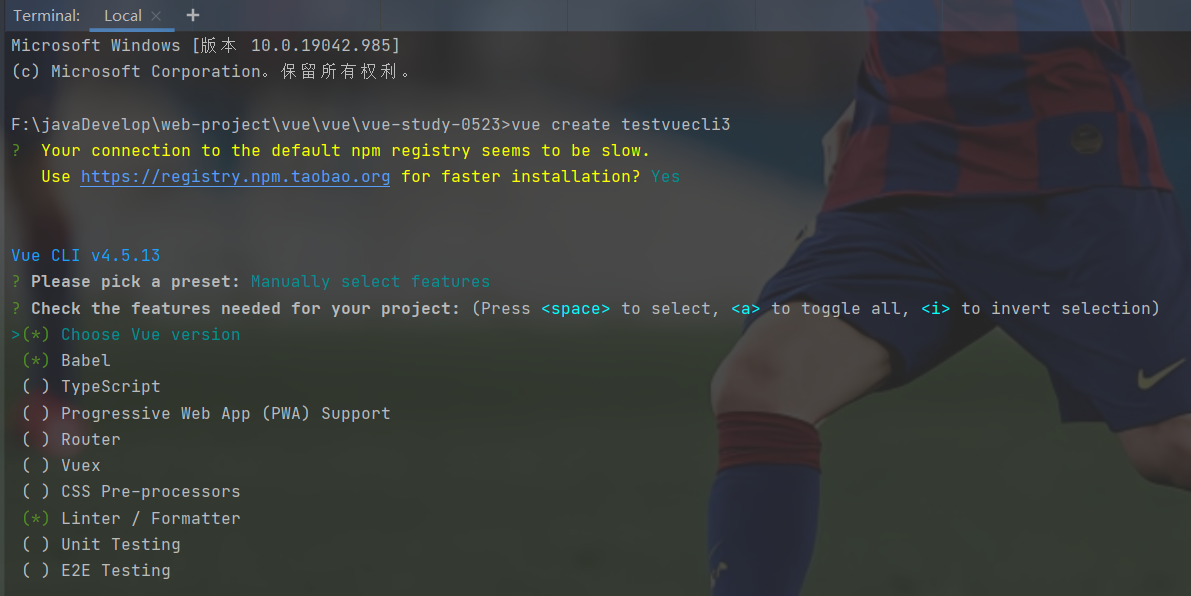 Terminal: Local × +
Microsoft Windows [版本 10.0.19042.985]
(c) Microsoft Corporation。保留所有权利。
F:\javaDevelop\web-project\vue\vue\vue-study-0523>vue create testvuecli3
?  Your connection to the default npm registry seems to be slow.
   Use https://registry.npm.taobao.org for faster installation? Yes
Vue CLI v4.5.13
? Please pick a preset: Manually select features
? Check the features needed for your project: (Press <space> to select, <a> to toggle all, <i> to invert selection)
>(*) Choose Vue version
 (*) Babel
 ( ) TypeScript
 ( ) Progressive Web App (PWA) Support
 ( ) Router
 ( ) Vuex
 ( ) CSS Pre-processors
 (*) Linter / Formatter
 ( ) Unit Testing
 ( ) E2E Testing